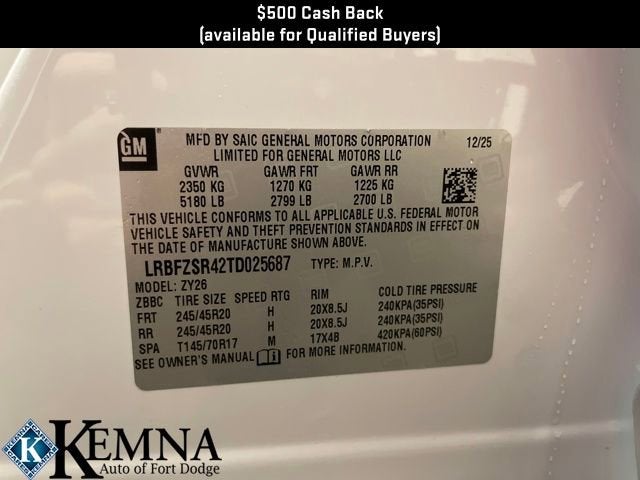 $500 Cash Back
(available for Qualified Buyers)
GM
MFD BY SAIC GENERAL MOTORS CORPORATION 12/25
LIMITED FOR GENERAL MOTORS LLC
GVWR GAWR FRT GAWR RR
2350 KG 1270 KG 1225 KG
5180 LB 2799 LB 2700 LB
THIS VEHICLE CONFORMS TO ALL APPLICABLE U.S. FEDERAL MOTOR
VEHICLE SAFETY AND THEFT PREVENTION STANDARDS IN EFFECT ON
THE DATE OF MANUFACTURE SHOWN ABOVE.
LRBFZSR42TD025687 TYPE: M.P.V.
MODEL: ZY26
ZBBC TIRE SIZE SPEED RTG RIM COLD TIRE PRESSURE
FRT 245/45R20 H 20X8.5J 240KPA(35PSI)
RR 245/45R20 H 20X8.5J 240KPA(35PSI)
SPA T145/70R17 M 17X4B 420KPA(60PSI)
SEE OWNER'S MANUAL FOR MORE INFORMATION.
KEMNA
Auto of Fort Dodge